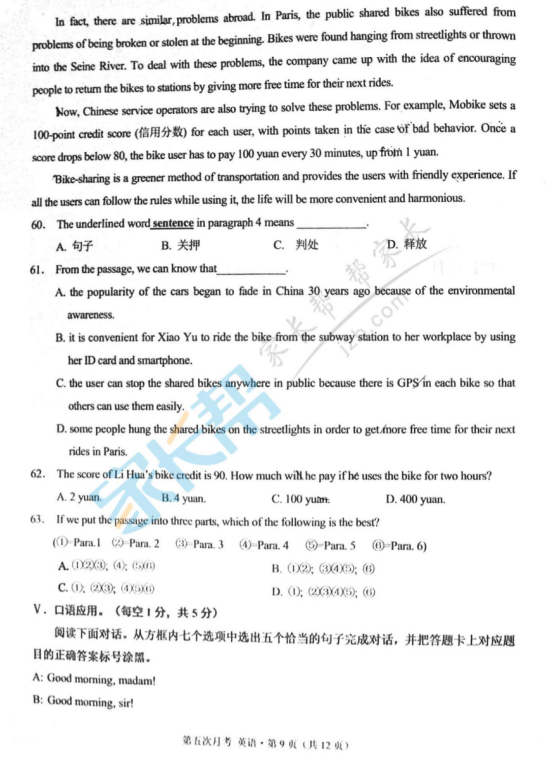 In fact, there are similar problems abroad. In Paris, the public shared bikes also suffered from
problems of being broken or stolen at the beginning. Bikes were found hanging from streetlights or thrown
into the Seine River. To deal with these problems, the company came up with the idea of encouraging
people to return the bikes to stations by giving more free time for their next rides.
Now, Chinese service operators are also trying to solve these problems. For example, Mobike sets a
100-point credit score (信用分数) for each user, with points taken in the case of bad behavior. Once a
score drops below 80, the bike user has to pay 100 yuan every 30 minutes, up from 1 yuan.
Bike-sharing is a greener method of transportation and provides the users with friendly experience. If
all the users can follow the rules while using it, the life will be more convenient and harmonious.
60. The underlined word sentence in paragraph 4 means ____________.
A. 句子 B. 关押 C. 判处 D. 释放
61. From the passage, we can know that____________.
A. the popularity of the cars began to fade in China 30 years ago because of the environmental
awareness.
B. it is convenient for Xiao Yu to ride the bike from the subway station to her workplace by using
her ID card and smartphone.
C. the user can stop the shared bikes anywhere in public because there is GPS in each bike so that
others can use them easily.
D. some people hung the shared bikes on the streetlights in order to get more free time for their next
rides in Paris.
62. The score of Li Hua's bike credit is 90. How much will he pay if he uses the bike for two hours?
A. 2 yuan. B. 4 yuan. C. 100 yuan. D. 400 yuan.
63. If we put the passage into three parts, which of the following is the best?
(①=Para.1 ②=Para. 2 ③=Para. 3 ④=Para. 4 ⑤=Para. 5 ⑥=Para. 6)
A. ①②③; ④; ⑤⑥ B. ①②; ③④⑤; ⑥
C. ①; ②③; ④⑤⑥ D. ①; ②③④⑤; ⑥
V. 口语应用。（每空 1 分，共 5 分）
阅读下面对话。从方框内七个选项中选出五个恰当的句子完成对话，并把答题卡上对应题
目的正确答案标号涂黑。
A: Good morning, madam!
B: Good morning, sir!
第五次月考 英语·第 9 页（共 12 页）
家长帮
家长帮 帮家长
jzb.com